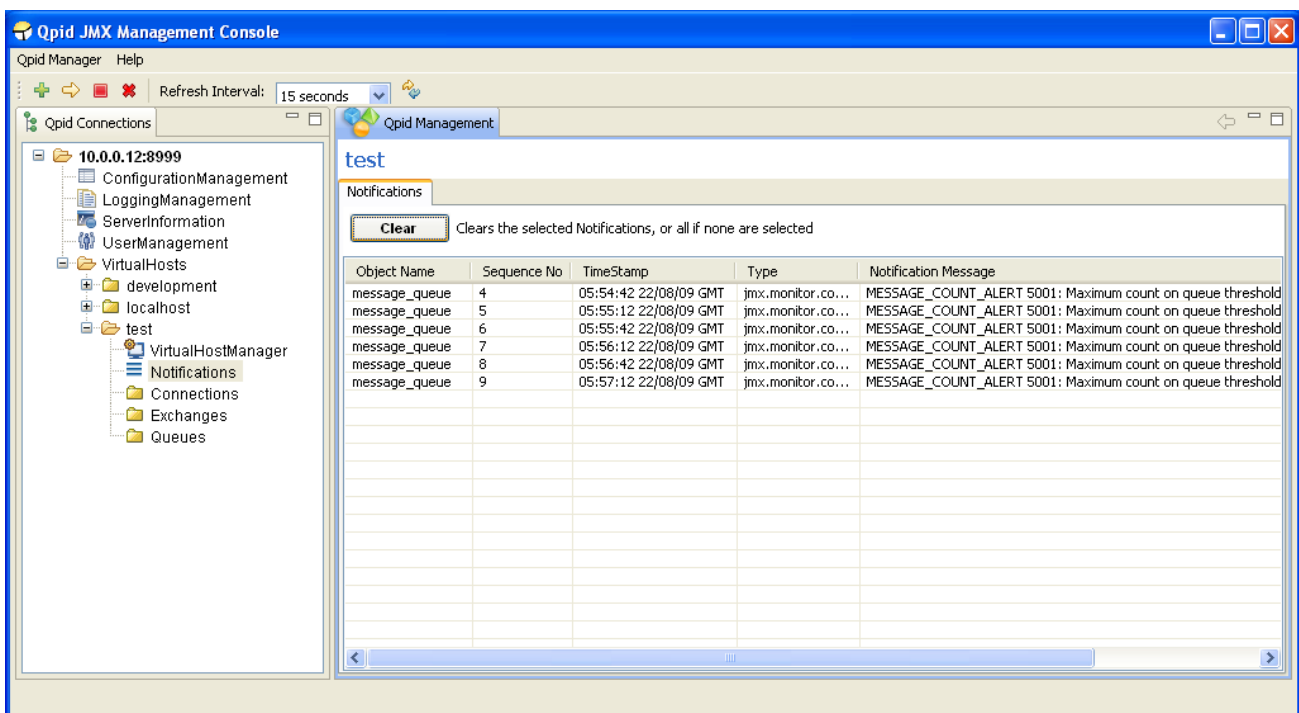 Qpid JMX Management Console
Qpid Manager Help
Refresh Interval: 15 seconds
Qpid Connections
10.0.0.12:8999
ConfigurationManagement
LoggingManagement
ServerInformation
UserManagement
VirtualHosts
development
localhost
test
VirtualHostManager
Notifications
Connections
Exchanges
Queues
Qpid Management
test
Notifications
Clear Clears the selected Notifications, or all if none are selected
Object Name Sequence No TimeStamp Type Notification Message
message_queue 4 05:54:42 22/08/09 GMT jmx.monitor.co... MESSAGE_COUNT_ALERT 5001: Maximum count on queue threshold
message_queue 5 05:55:12 22/08/09 GMT jmx.monitor.co... MESSAGE_COUNT_ALERT 5001: Maximum count on queue threshold
message_queue 6 05:55:42 22/08/09 GMT jmx.monitor.co... MESSAGE_COUNT_ALERT 5001: Maximum count on queue threshold
message_queue 7 05:56:12 22/08/09 GMT jmx.monitor.co... MESSAGE_COUNT_ALERT 5001: Maximum count on queue threshold
message_queue 8 05:56:42 22/08/09 GMT jmx.monitor.co... MESSAGE_COUNT_ALERT 5001: Maximum count on queue threshold
message_queue 9 05:57:12 22/08/09 GMT jmx.monitor.co... MESSAGE_COUNT_ALERT 5001: Maximum count on queue threshold